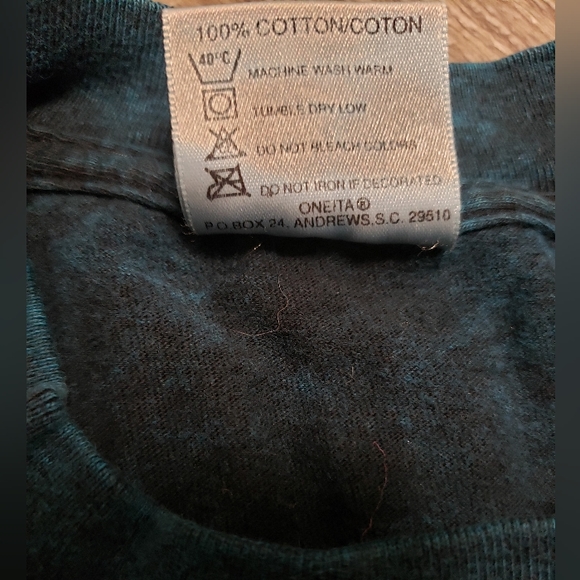 100% COTTON/COTON
40°C
MACHINE WASH WARM
TUMBLE DRY LOW
DO NOT BLEACH COLORS
DO NOT IRON IF DECORATED
ONEITA®
P.O.BOX 24, ANDREWS,S.C. 29510